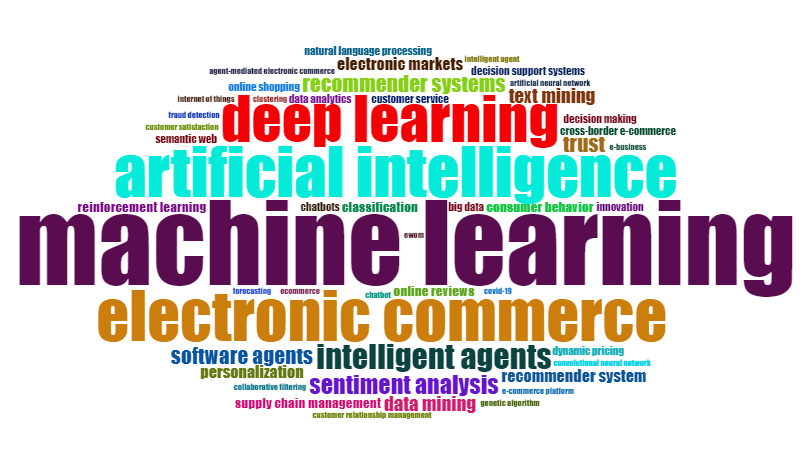 natural language processing
electronic markets intelligent agent
agent-mediated electronic commerce decision support systems
online shopping recommender systems artificial neural network
internet of things clustering data analytics customer service text mining
fraud detection deep learning decision making
customer satisfaction cross-border e-commerce
semantic web trust e-business
artificial intelligence
reinforcement learning chatbots classification big data consumer behavior innovation
machine learning
ewom
forecasting ecommerce chatbot online reviews covid-19
electronic commerce
software agents intelligent agents dynamic pricing
personalization convolutional neural network
collaborative filtering sentiment analysis recommender system
e-commerce platform
supply chain management data mining genetic algorithm
customer relationship management